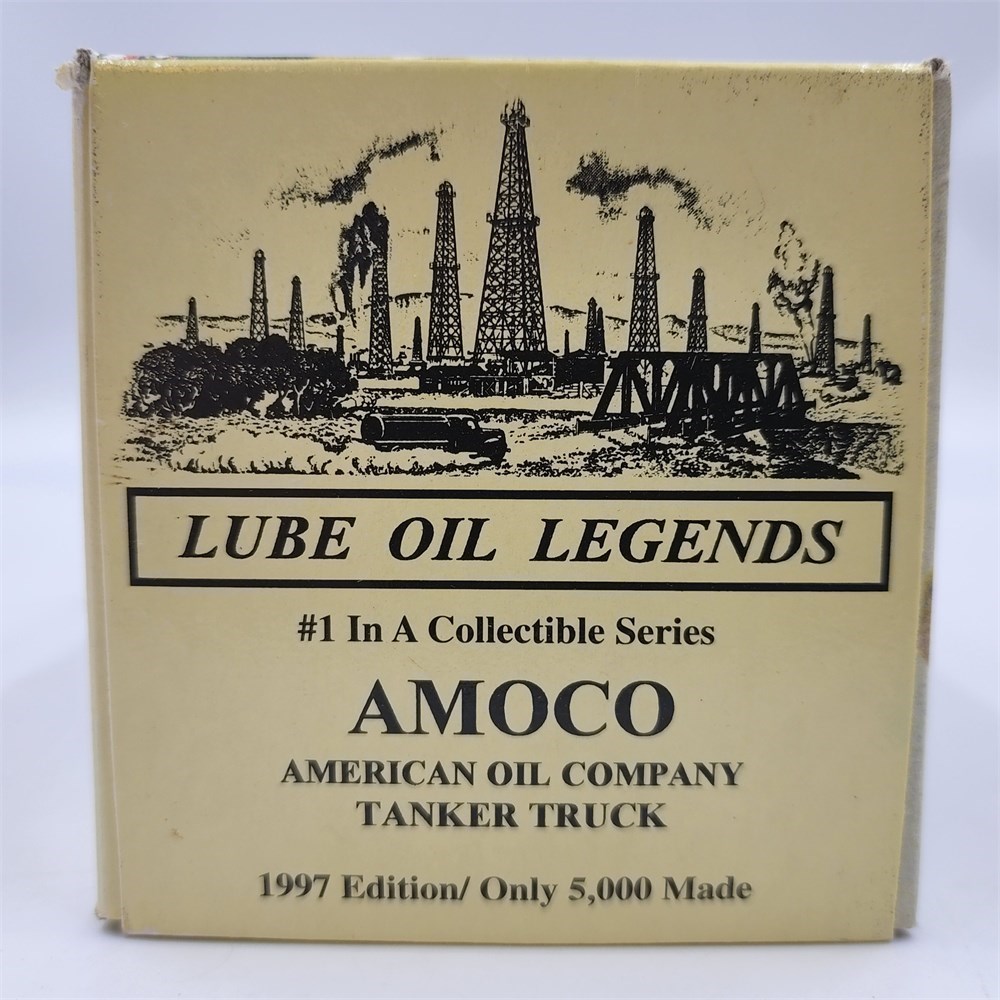 LUBE OIL LEGENDS
#1 In A Collectible Series
AMOCO
AMERICAN OIL COMPANY
TANKER TRUCK
1997 Edition/ Only 5,000 Made